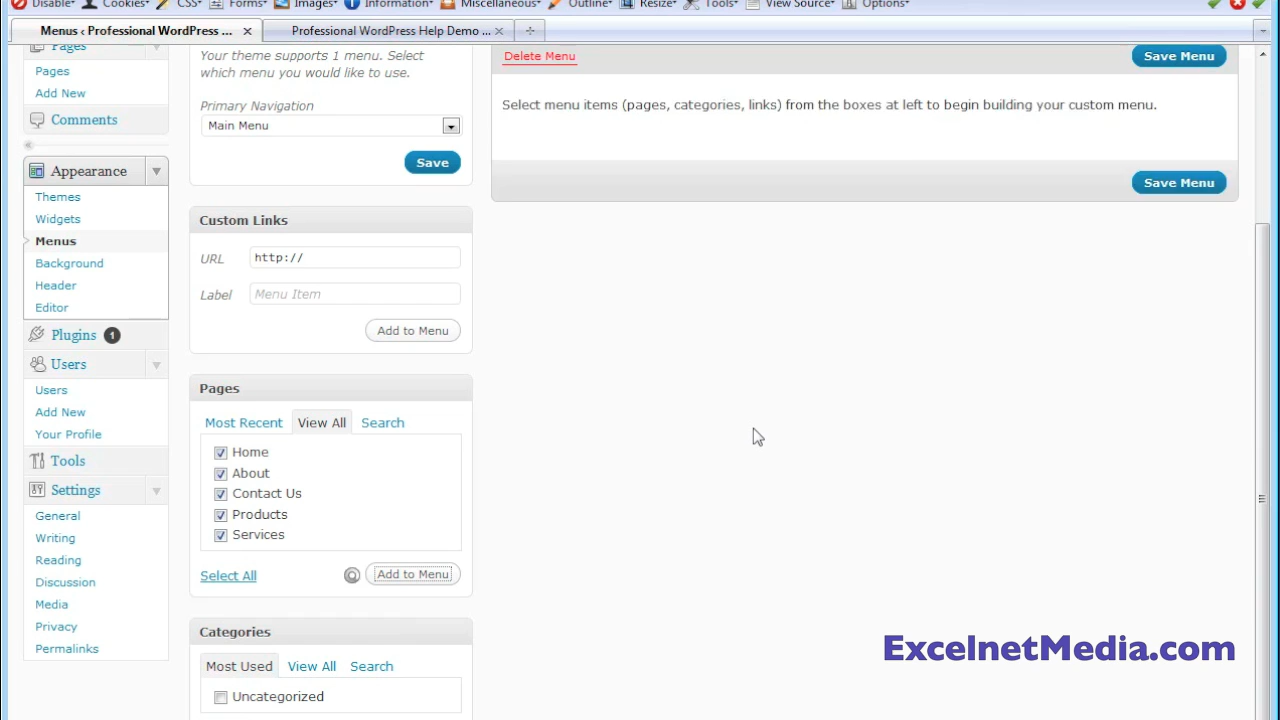 Disable▾ Cookies▾ CSS▾ Forms▾ Images▾ Information▾ Miscellaneous▾ Outline▾ Resize▾ Tools▾ View Source▾ Options▾
Menus ‹ Professional WordPress ...
Professional WordPress Help Demo ...
Pages
Pages
Add New
Comments
Appearance
Themes
Widgets
Menus
Background
Header
Editor
Plugins 1
Users
Users
Add New
Your Profile
Tools
Settings
General
Writing
Reading
Discussion
Media
Privacy
Permalinks
Your theme supports 1 menu. Select
which menu you would like to use.
Primary Navigation
Main Menu
Save
Custom Links
URL http://
Label Menu Item
Add to Menu
Pages
Most Recent View All Search
Home
About
Contact Us
Products
Services
Select All Add to Menu
Categories
Most Used View All Search
Uncategorized
Delete Menu Save Menu
Select menu items (pages, categories, links) from the boxes at left to begin building your custom menu.
Save Menu
ExcelnetMedia.com